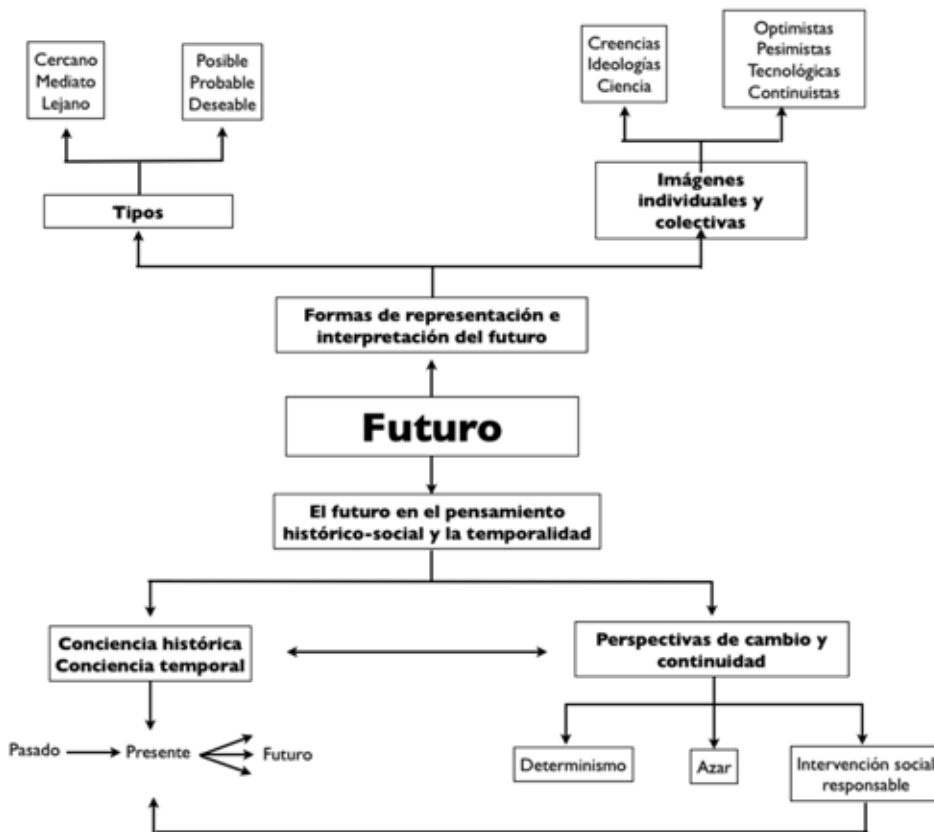 Cercano
Mediato
Lejano
Posible
Probable
Deseable
Creencias
Ideologías
Ciencia
Optimistas
Pesimistas
Tecnológicas
Continuistas
Tipos
Imágenes
individuales y
colectivas
Formas de representación e
interpretación del futuro
Futuro
El futuro en el pensamiento
histórico-social y la temporalidad
Conciencia histórica
Conciencia temporal
Perspectivas de cambio y
continuidad
Pasado
Presente
Futuro
Determinismo
Azar
Intervención social
responsable